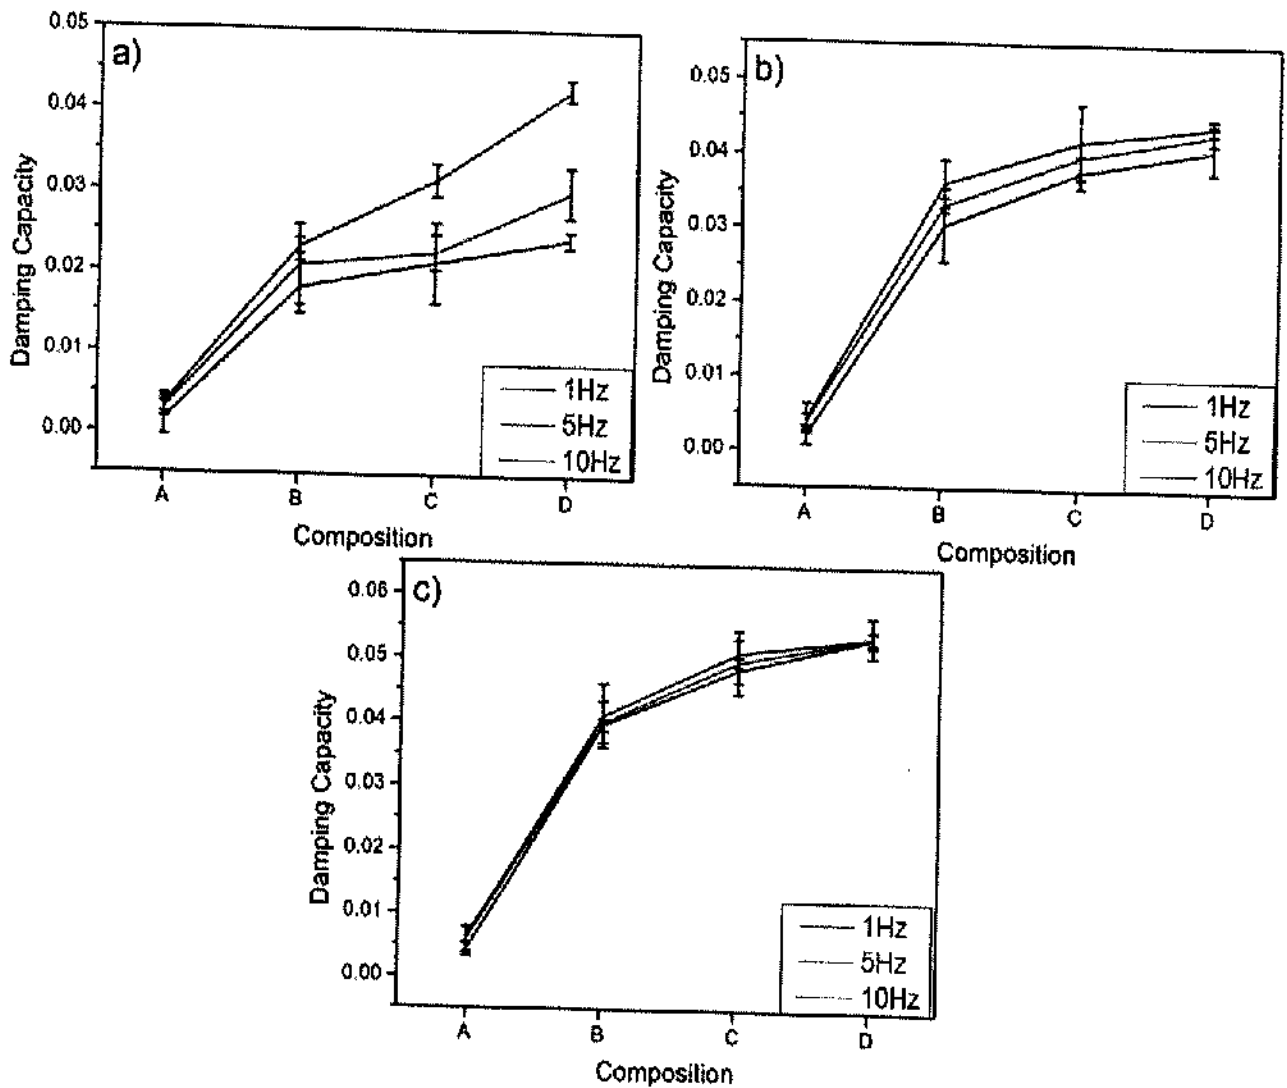 a)
0.05
0.04
0.03
0.02
0.01
0.00
Damping Capacity
1Hz
5Hz
10Hz
A B C D
Composition
b)
0.05
0.04
0.03
0.02
0.01
0.00
Damping Capacity
1Hz
5Hz
10Hz
A B C D
Composition
c)
0.06
0.05
0.04
0.03
0.02
0.01
0.00
Damping Capacity
1Hz
5Hz
10Hz
A B C D
Composition